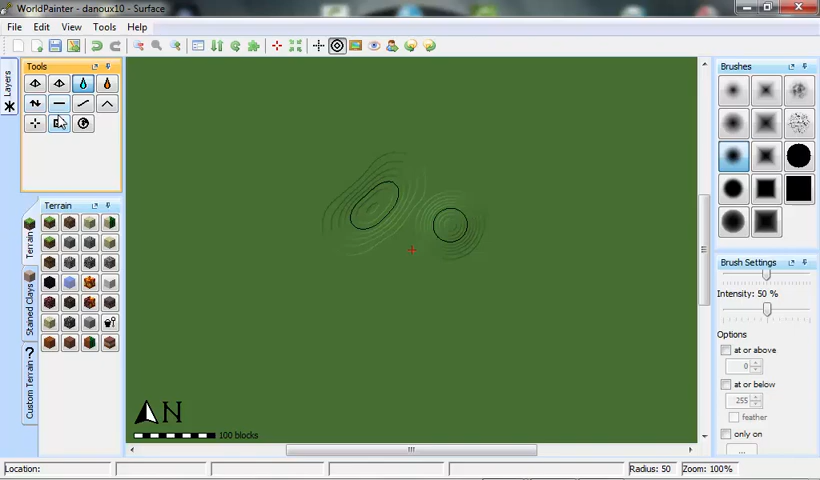 WorldPainter - danoux10 - Surface
File Edit View Tools Help
Layers
Tools
Brushes
Terrain
Terrain
Stained Clays
Custom Terrain
?
Brush Settings
Intensity: 50 %
Options
at or above
0
at or below
255
feather
only on
...
N
100 blocks
Location:
Radius: 50
Zoom: 100%